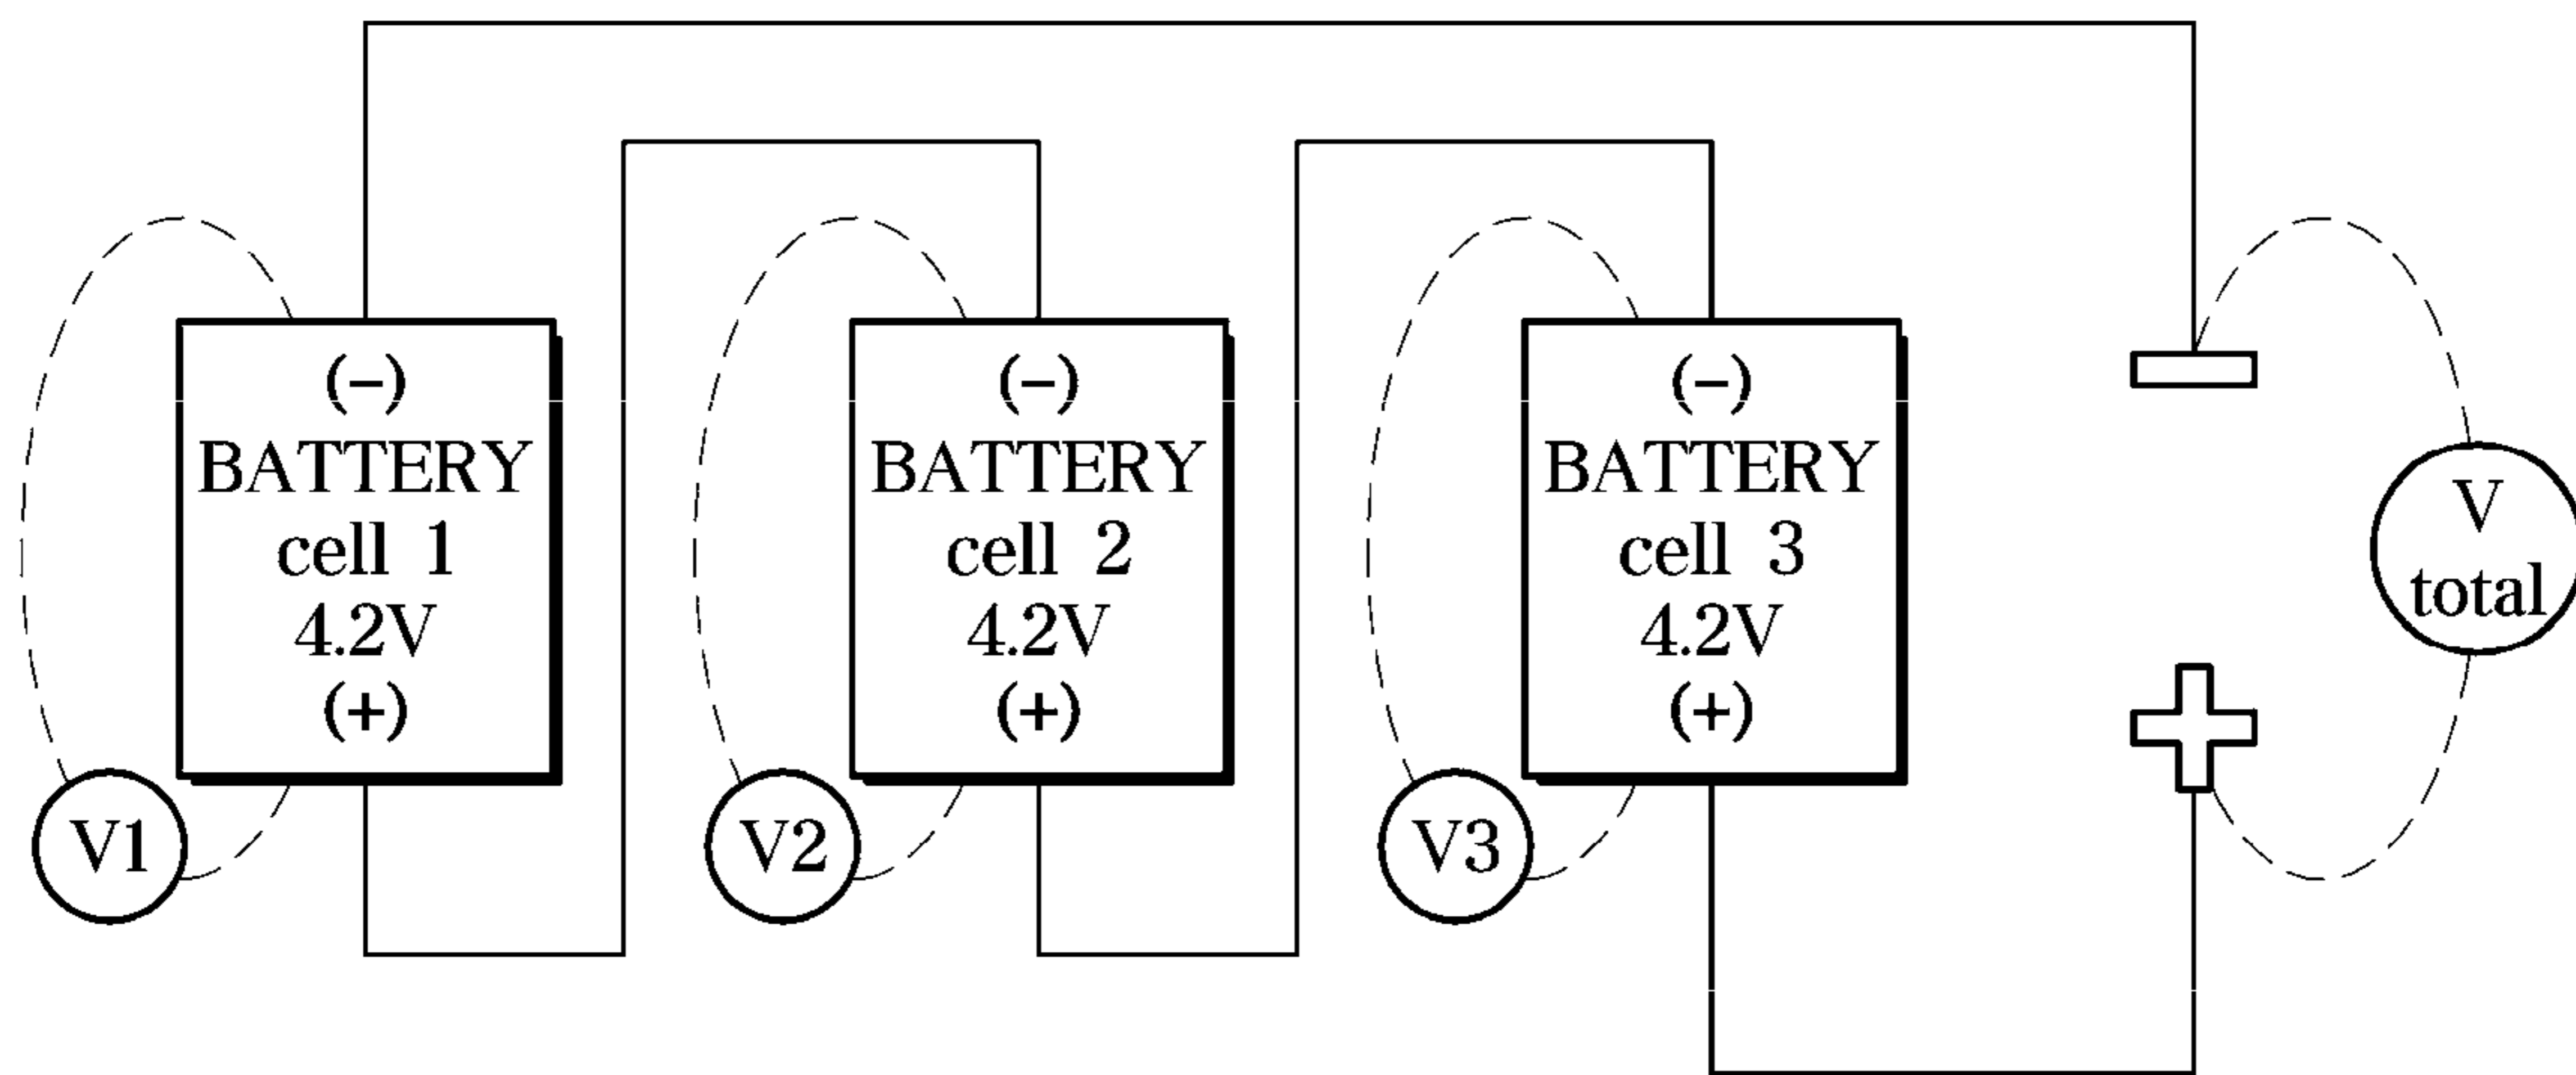 (−)
BATTERY
cell 1
4.2V
(+)
V1
(−)
BATTERY
cell 2
4.2V
(+)
V2
(−)
BATTERY
cell 3
4.2V
(+)
V3
V
total